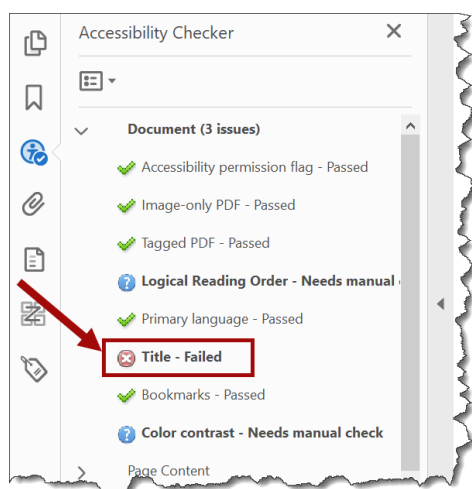 Accessibility Checker
Document (3 issues)
Accessibility permission flag - Passed
Image-only PDF - Passed
Tagged PDF - Passed
Logical Reading Order - Needs manual
Primary language - Passed
Title - Failed
Bookmarks - Passed
Color contrast - Needs manual check
Page Content